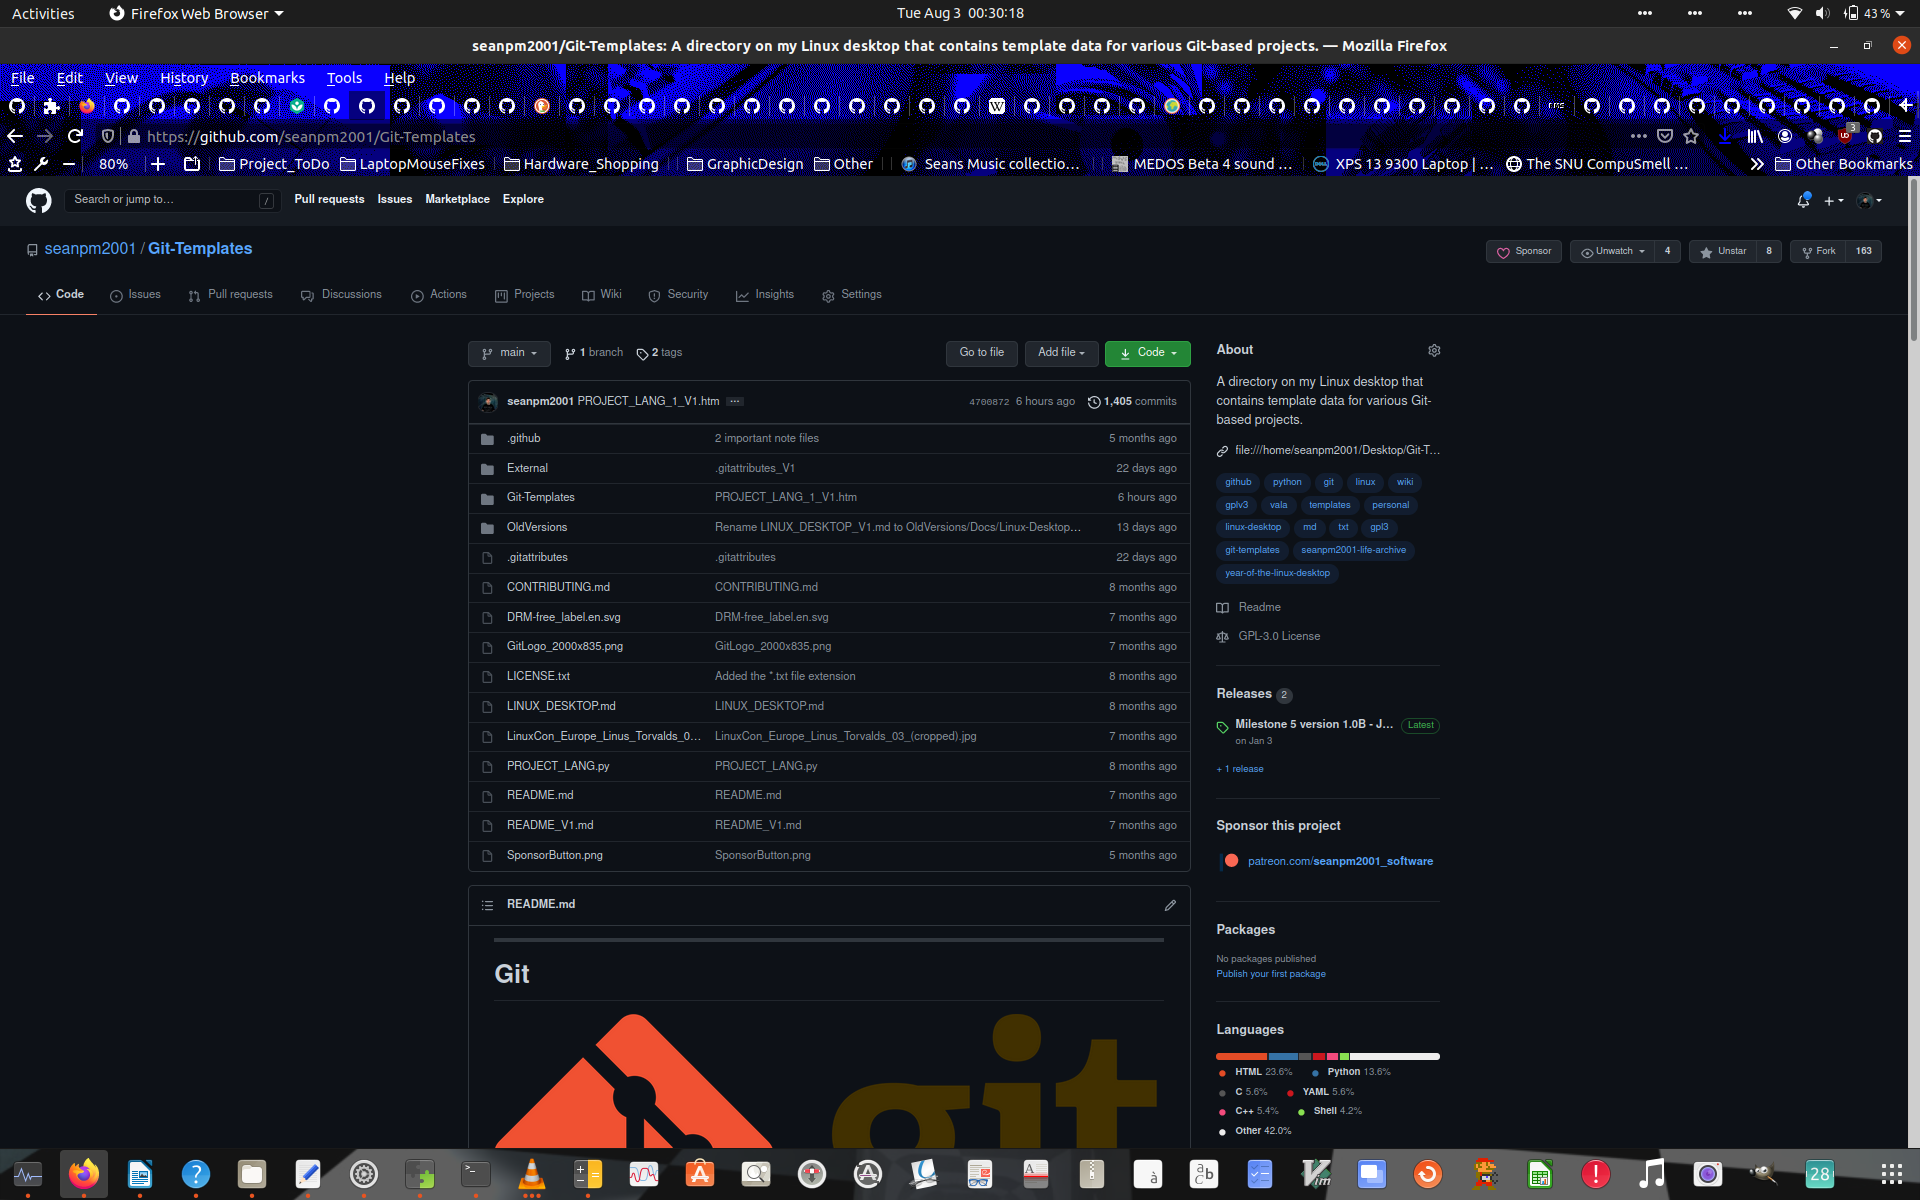 Activities Firefox Web Browser Tue Aug 3 00:30:18 43 %
seanpm2001/Git-Templates: A directory on my Linux desktop that contains template data for various Git-based projects. — Mozilla Firefox
File Edit View History Bookmarks Tools Help
https://github.com/seanpm2001/Git-Templates 3
80% Project_ToDo LaptopMouseFixes Hardware_Shopping GraphicDesign Other Seans Music collectio… MEDOS Beta 4 sound … XPS 13 9300 Laptop | … The SNU CompuSmell … Other Bookmarks
Search or jump to… / Pull requests Issues Marketplace Explore
seanpm2001 / Git-Templates Sponsor Unwatch 4 Unstar 8 Fork 163
Code Issues Pull requests Discussions Actions Projects Wiki Security Insights Settings
main 1 branch 2 tags Go to file Add file Code
seanpm2001 PROJECT_LANG_1_V1.htm ... 4700872 6 hours ago 1,405 commits
.github 2 important note files 5 months ago
External .gitattributes_V1 22 days ago
Git-Templates PROJECT_LANG_1_V1.htm 6 hours ago
OldVersions Rename LINUX_DESKTOP_V1.md to OldVersions/Docs/Linux-Desktop… 13 days ago
.gitattributes .gitattributes 22 days ago
CONTRIBUTING.md CONTRIBUTING.md 8 months ago
DRM-free_label.en.svg DRM-free_label.en.svg 7 months ago
GitLogo_2000x835.png GitLogo_2000x835.png 7 months ago
LICENSE.txt Added the *.txt file extension 8 months ago
LINUX_DESKTOP.md LINUX_DESKTOP.md 8 months ago
LinuxCon_Europe_Linus_Torvalds_0… LinuxCon_Europe_Linus_Torvalds_03_(cropped).jpg 7 months ago
PROJECT_LANG.py PROJECT_LANG.py 8 months ago
README.md README.md 7 months ago
README_V1.md README_V1.md 7 months ago
SponsorButton.png SponsorButton.png 5 months ago
README.md
Git
git
About
A directory on my Linux desktop that
contains template data for various Git-
based projects.
file:///home/seanpm2001/Desktop/Git-T…
github python git linux wiki
gplv3 vala templates personal
linux-desktop md txt gpl3
git-templates seanpm2001-life-archive
year-of-the-linux-desktop
Readme
GPL-3.0 License
Releases 2
Milestone 5 version 1.0B - J… Latest
on Jan 3
+ 1 release
Sponsor this project
patreon.com/seanpm2001_software
Packages
No packages published
Publish your first package
Languages
HTML 23.6% Python 13.6%
C 5.6% YAML 5.6%
C++ 5.4% Shell 4.2%
Other 42.0%
28